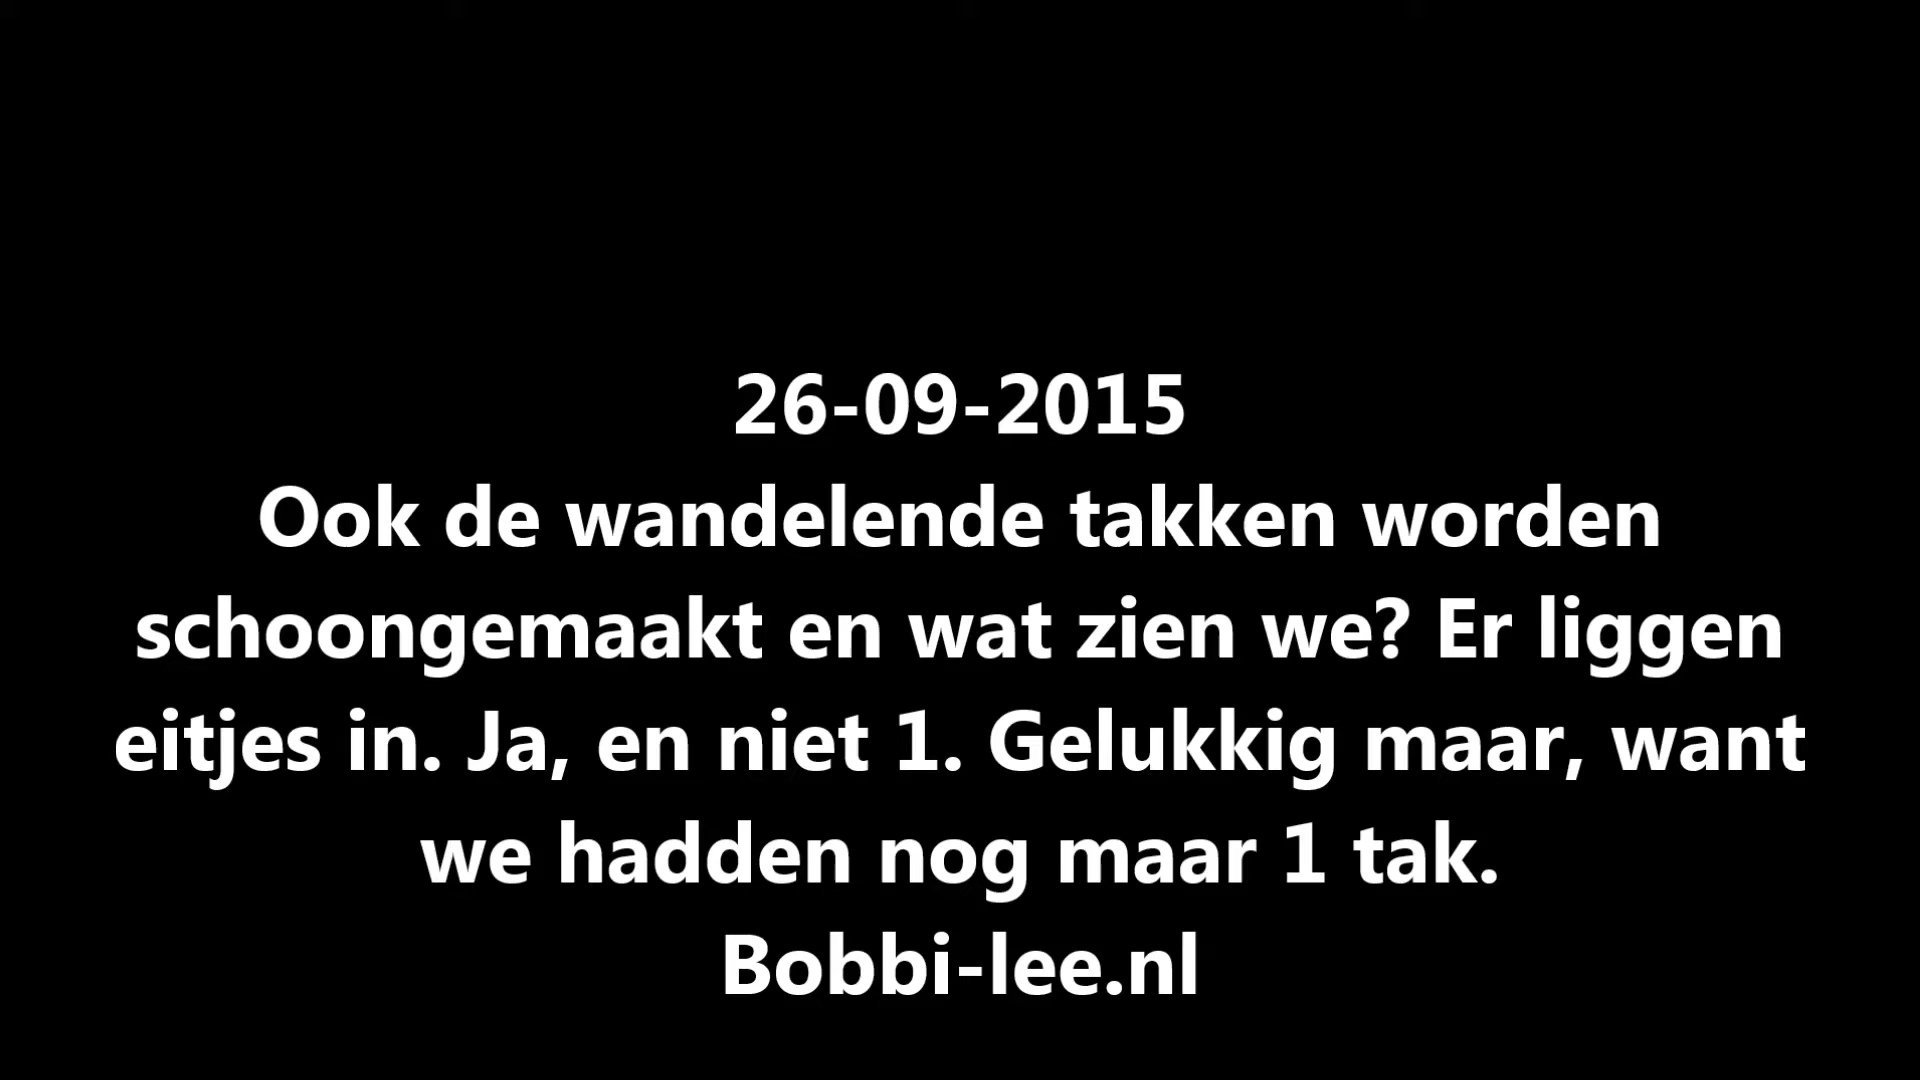 26-09-2015
Ook de wandelende takken worden
schoongemaakt en wat zien we? Er liggen
eitjes in. Ja, en niet 1. Gelukkig maar, want
we hadden nog maar 1 tak.
Bobbi-lee.nl